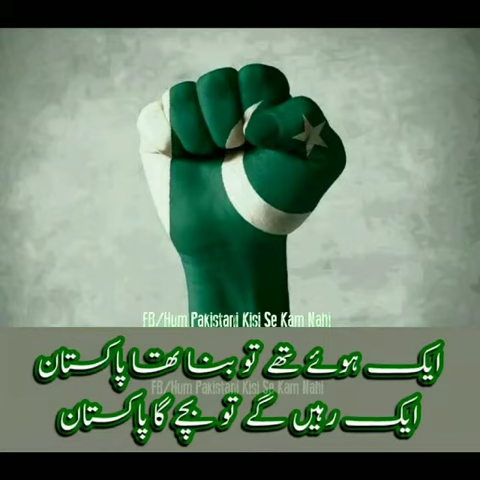 FB/Hum Pakistani Kisi Se Kam Nahi
ایک ہوئے تھے تو بنا تھا پاکستان
FB/Hum Pakistani Kisi Se Kam Nahi
ایک رہیں گے تو بچے گا پاکستان